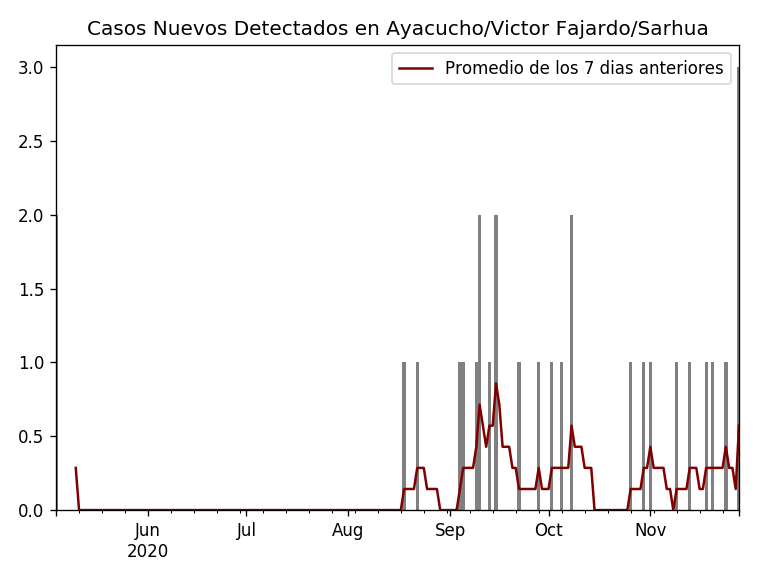 Casos Nuevos Detectados en Ayacucho/Victor Fajardo/Sarhua
Promedio de los 7 dias anteriores
3.0
2.5
2.0
1.5
1.0
0.5
0.0
Jun Jul Aug Sep Oct Nov
2020